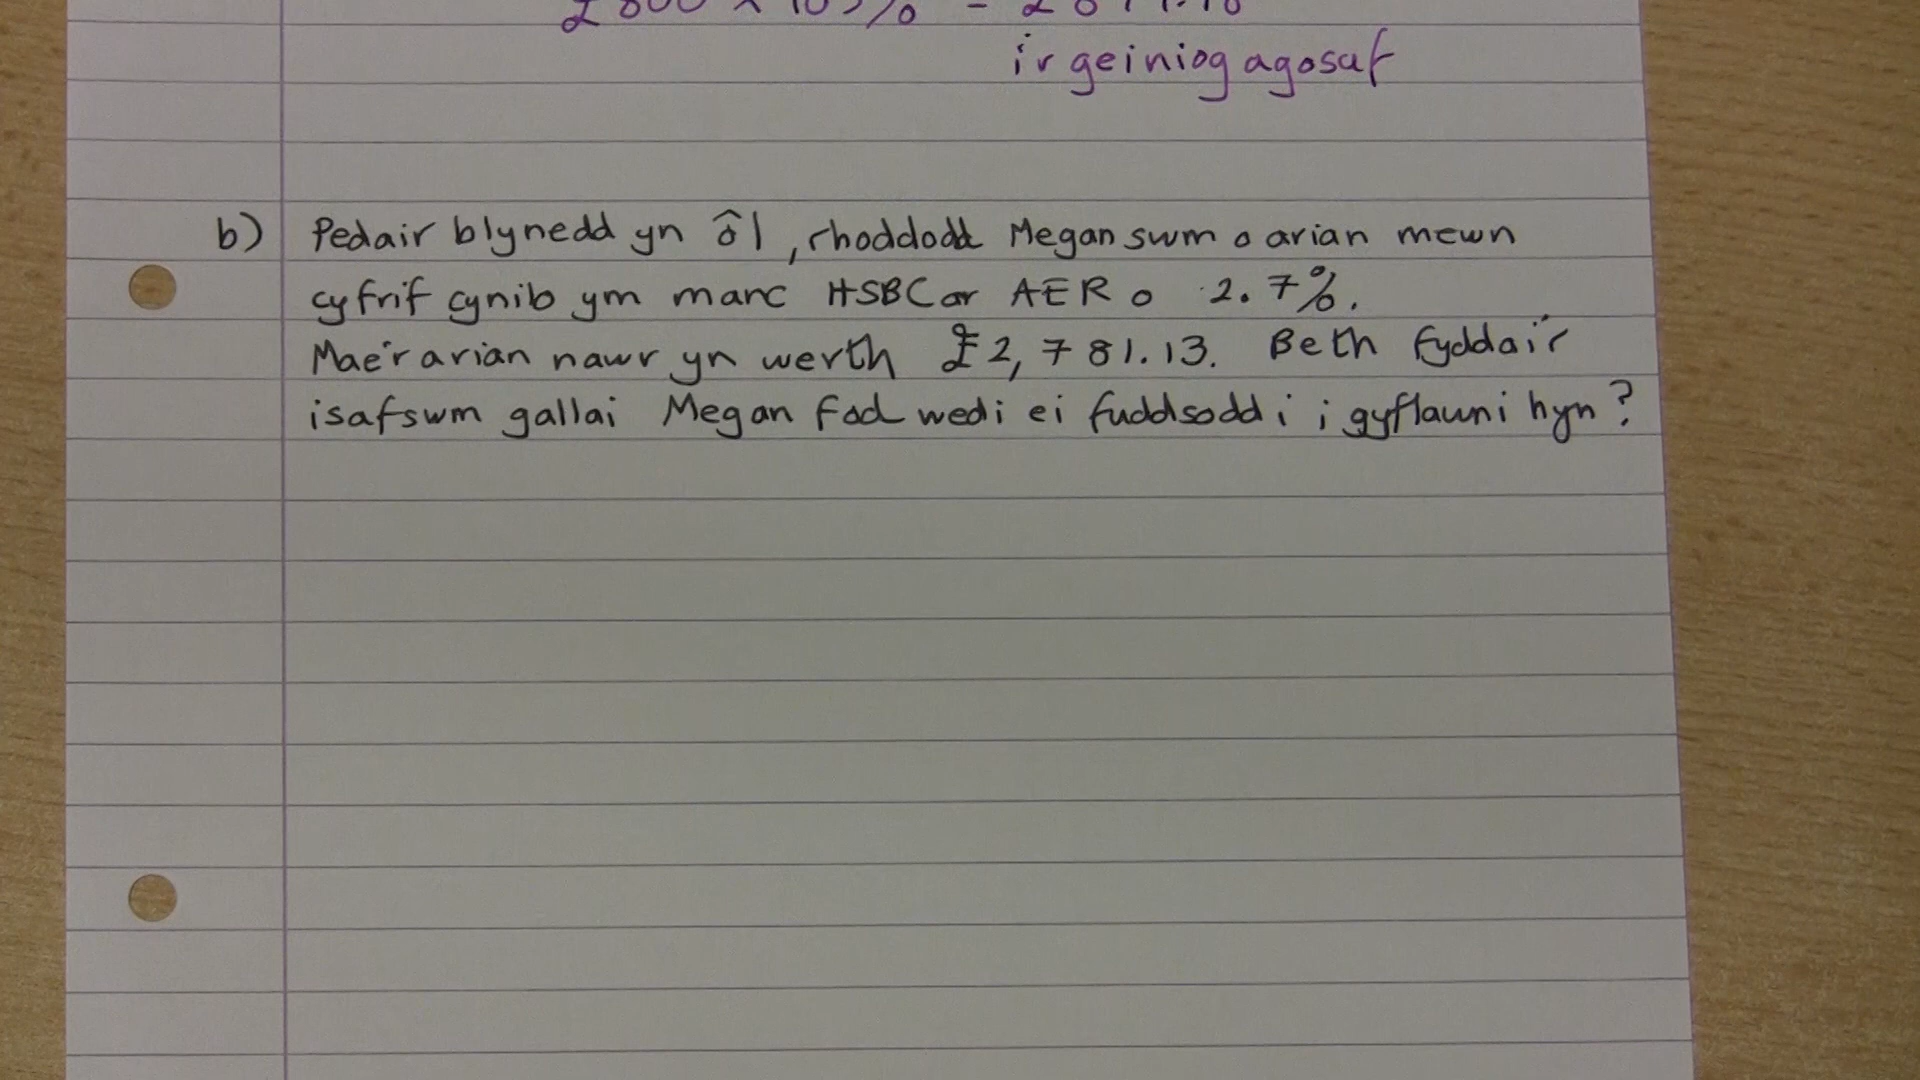 ir geiniog agosaf
b) Pedair blynedd yn ôl, rhoddodd Megan swm o arian mewn
cyfrif cynilo ym manc HSBC ar AER o 2.7%.
Mae'r arian nawr yn werth £2,781.13. Beth fyddai'r
isafswm gallai Megan fod wedi ei fuddsoddi i gyflawni hyn?